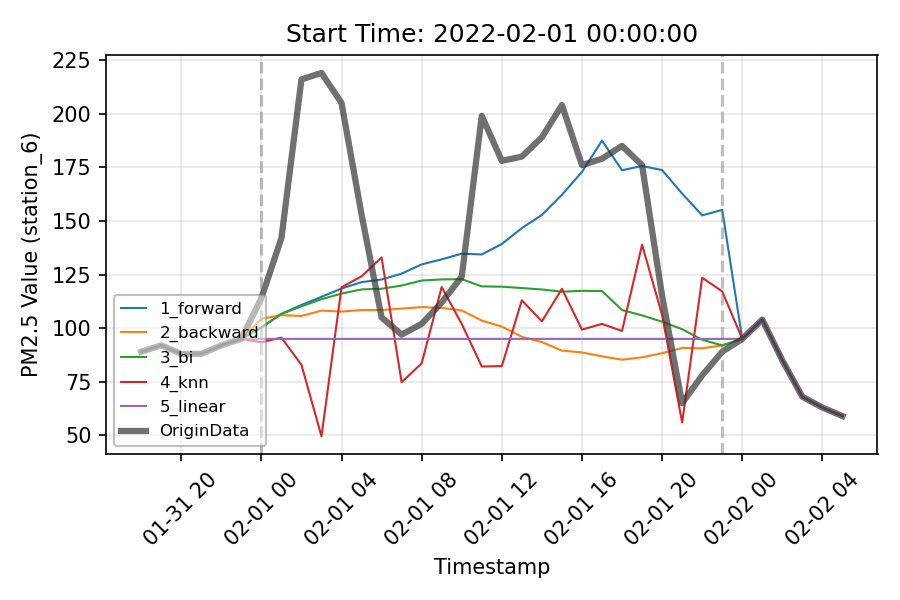 Start Time: 2022-02-01 00:00:00
PM2.5 Value (station_6)
225
200
175
150
125
100
75
50
1_forward
2_backward
3_bi
4_knn
5_linear
OriginData
01-31 20
02-01 00
02-01 04
02-01 08
02-01 12
02-01 16
02-01 20
02-02 00
02-02 04
Timestamp